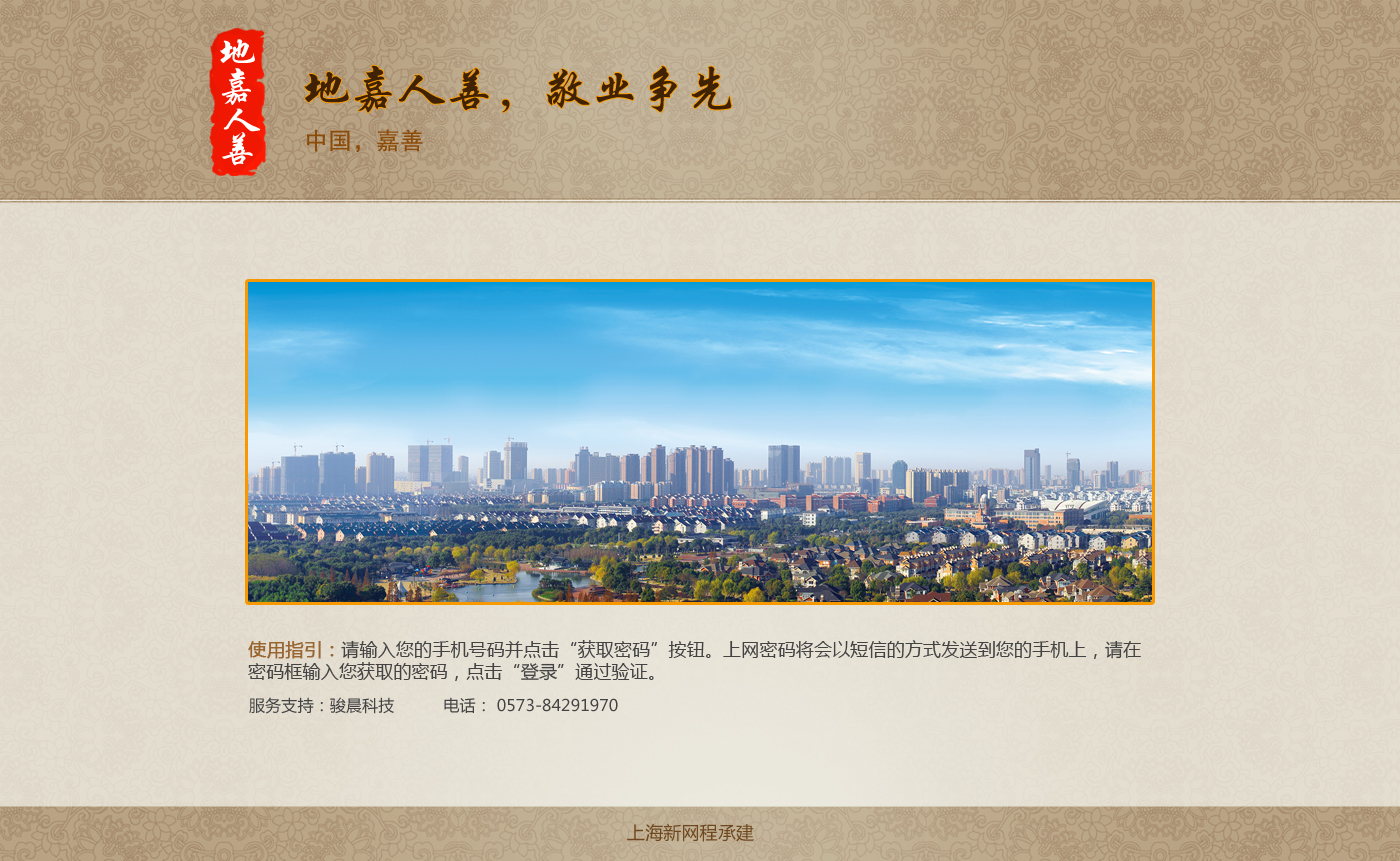 地嘉人善
地嘉人善，敬业争先
中国，嘉善
使用指引：请输入您的手机号码并点击“获取密码”按钮。上网密码将会以短信的方式发送到您的手机上，请在
密码框输入您获取的密码，点击“登录”通过验证。
服务支持：骏晨科技 电话： 0573-84291970
上海新网程承建